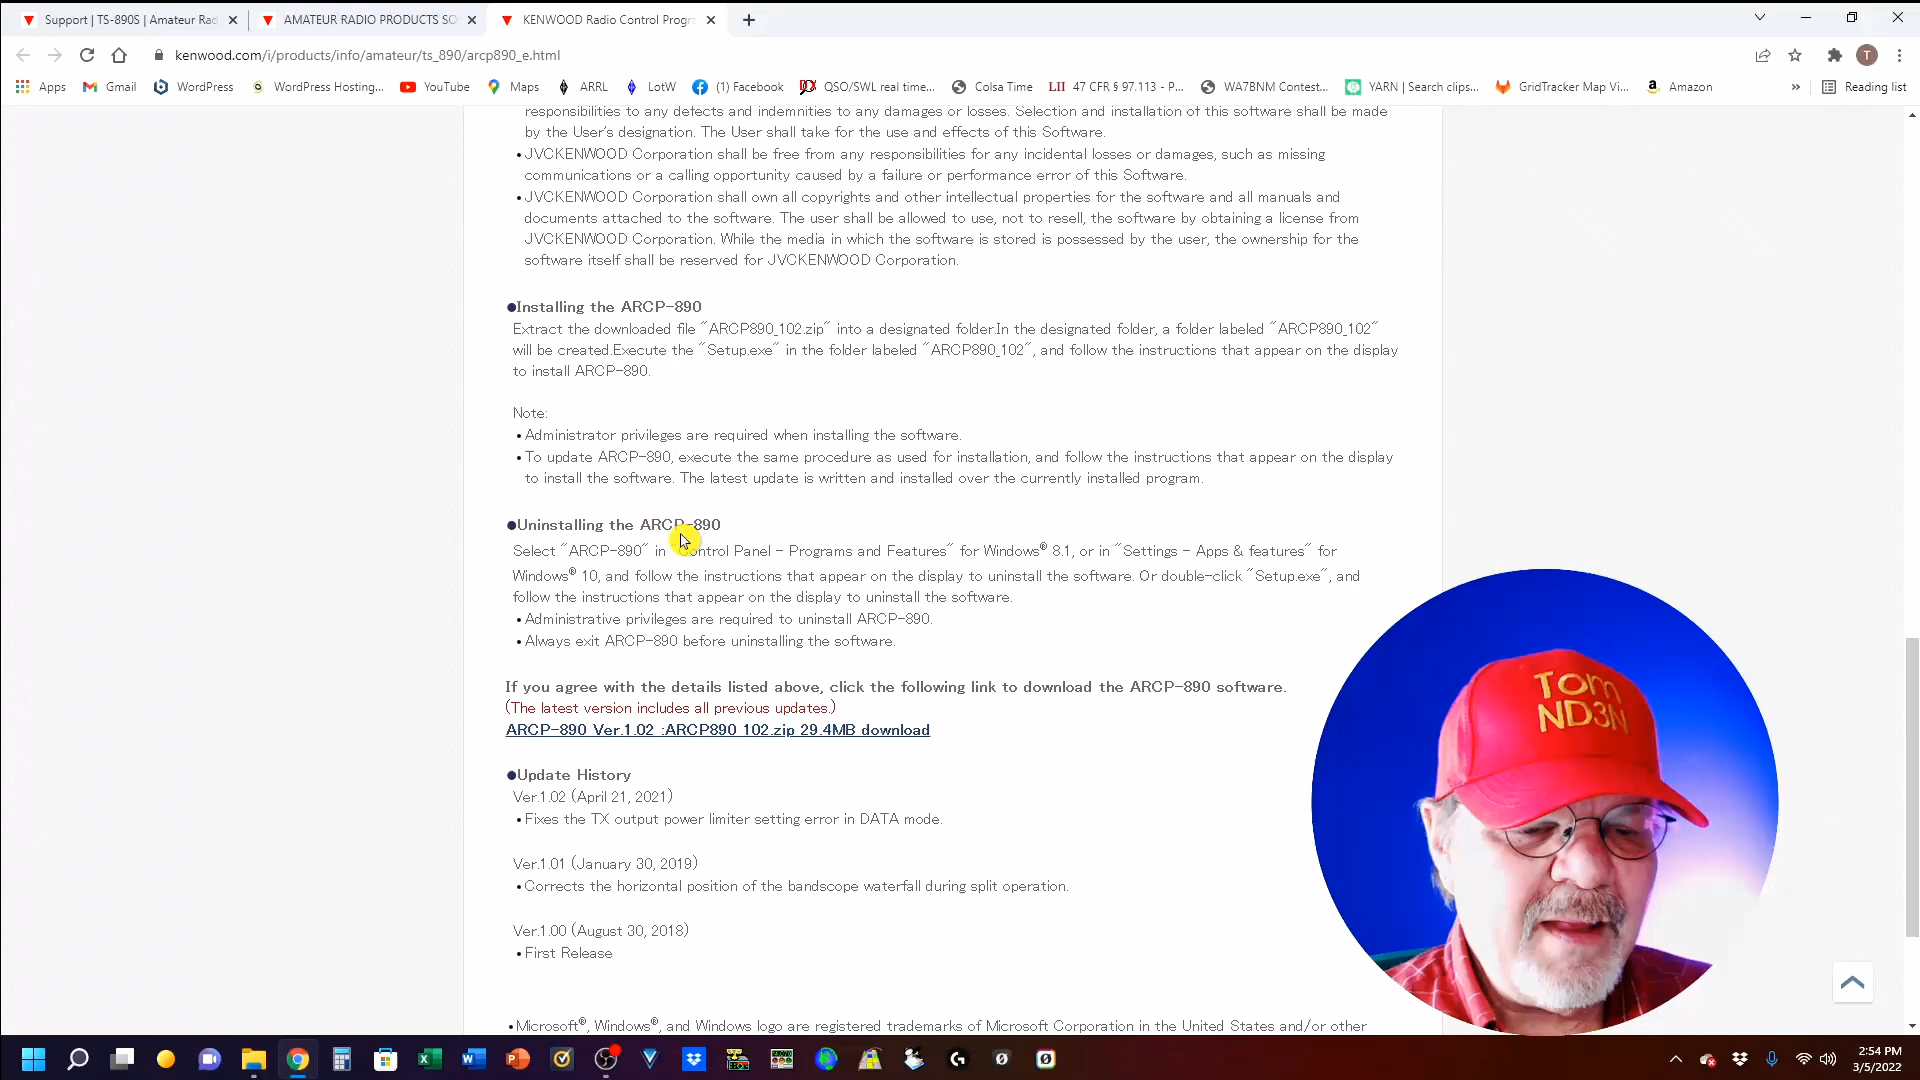 Support | TS-890S | Amateur Rad
AMATEUR RADIO PRODUCTS SO
KENWOOD Radio Control Progr
kenwood.com/i/products/info/amateur/ts_890/arcp890_e.html
T
Apps
Gmail
WordPress
WordPress Hosting...
YouTube
Maps
ARRL
LotW
(1) Facebook
QSO/SWL real time...
Colsa Time
LII 47 CFR § 97.113 - P...
WA7BNM Contest...
YARN | Search clips...
GridTracker Map Vi...
Amazon
»
Reading list
responsibilities to any defects and indemnities to any damages or losses. Selection and installation of this software shall be made
by the User's designation. The User shall take for the use and effects of this Software.
• JVCKENWOOD Corporation shall be free from any responsibilities for any incidental losses or damages, such as missing
communications or a calling opportunity caused by a failure or performance error of this Software.
• JVCKENWOOD Corporation shall own all copyrights and other intellectual properties for the software and all manuals and
documents attached to the software. The user shall be allowed to use, not to resell, the software by obtaining a license from
JVCKENWOOD Corporation. While the media in which the software is stored is possessed by the user, the ownership for the
software itself shall be reserved for JVCKENWOOD Corporation.
●Installing the ARCP-890
Extract the downloaded file "ARCP890_102.zip" into a designated folder.In the designated folder, a folder labeled "ARCP890_102"
will be created.Execute the "Setup.exe" in the folder labeled "ARCP890_102", and follow the instructions that appear on the display
to install ARCP-890.
Note:
• Administrator privileges are required when installing the software.
• To update ARCP-890, execute the same procedure as used for installation, and follow the instructions that appear on the display
to install the software. The latest update is written and installed over the currently installed program.
●Uninstalling the ARCP-890
Select "ARCP-890" in "Control Panel - Programs and Features" for Windows® 8.1, or in "Settings - Apps & features" for
Windows® 10, and follow the instructions that appear on the display to uninstall the software. Or double-click "Setup.exe", and
follow the instructions that appear on the display to uninstall the software.
• Administrative privileges are required to uninstall ARCP-890.
• Always exit ARCP-890 before uninstalling the software.
If you agree with the details listed above, click the following link to download the ARCP-890 software.
(The latest version includes all previous updates.)
ARCP-890 Ver.1.02 :ARCP890_102.zip 29.4MB download
●Update History
Ver.1.02 (April 21, 2021)
• Fixes the TX output power limiter setting error in DATA mode.
Ver.1.01 (January 30, 2019)
• Corrects the horizontal position of the bandscope waterfall during split operation.
Ver.1.00 (August 30, 2018)
• First Release
• Microsoft®, Windows®, and Windows logo are registered trademarks of Microsoft Corporation in the United States and/or other
Tom
ND3N
2:54 PM
3/5/2022